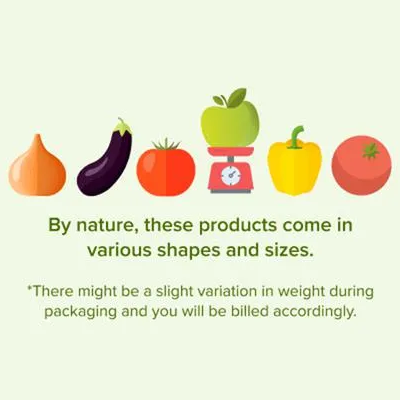 By nature, these products come in
various shapes and sizes.
*There might be a slight variation in weight during
packaging and you will be billed accordingly.